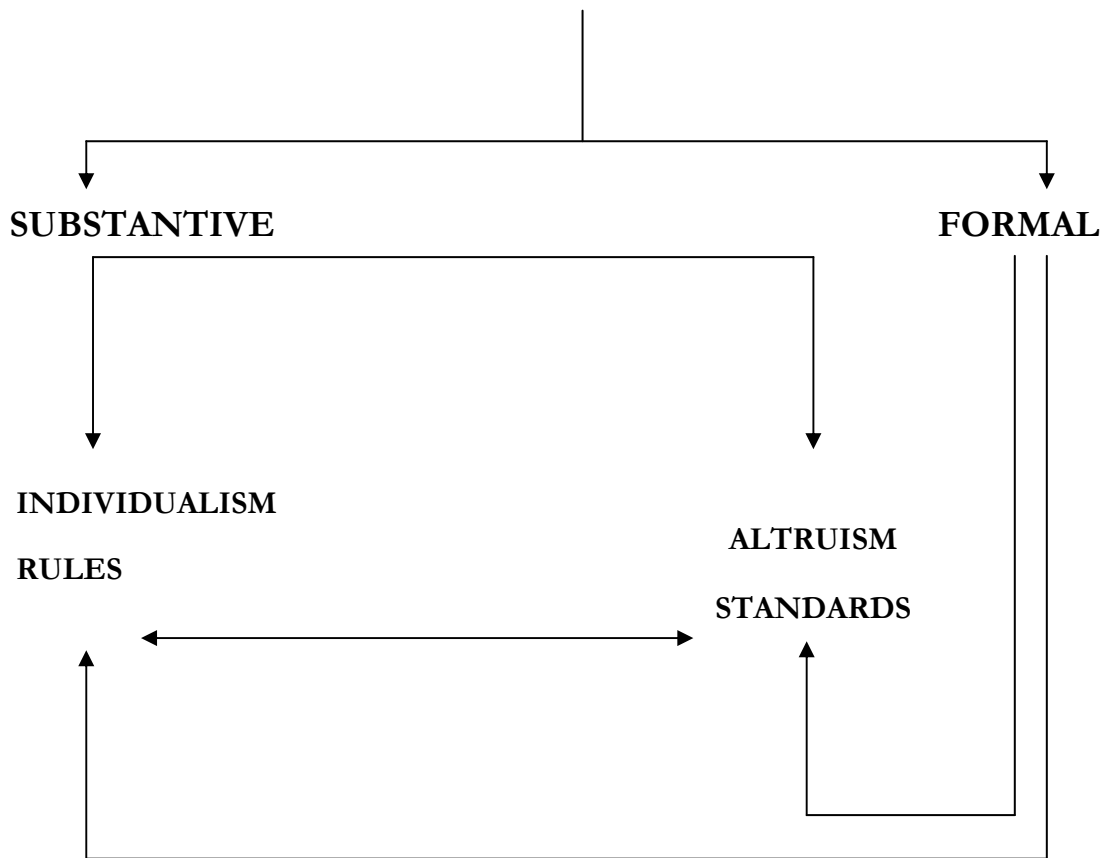 SUBSTANTIVE
FORMAL
INDIVIDUALISM
RULES
ALTRUISM
STANDARDS